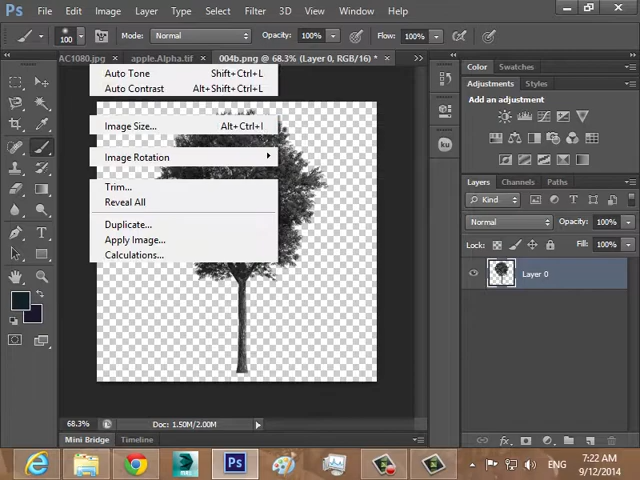 Ps File Edit Image Layer Type Select Filter 3D View Window Help
100 Mode: Normal Opacity: 100% Flow: 100%
AC1080.jpg × apple.Alpha.tif × 004b.png @ 68.3% (Layer 0, RGB/16) * ×
Auto Tone Shift+Ctrl+L
Auto Contrast Alt+Shift+Ctrl+L
Image Size... Alt+Ctrl+I
Image Rotation
Trim...
Reveal All
Duplicate...
Apply Image...
Calculations...
Color Swatches
Adjustments Styles
Add an adjustment
ku
Layers Channels Paths
Kind
Normal Opacity: 100%
Lock: Fill: 100%
Layer 0
68.3% Doc: 1.50M/2.00M
Mini Bridge Timeline
Ps
ENG
7:22 AM
9/12/2014